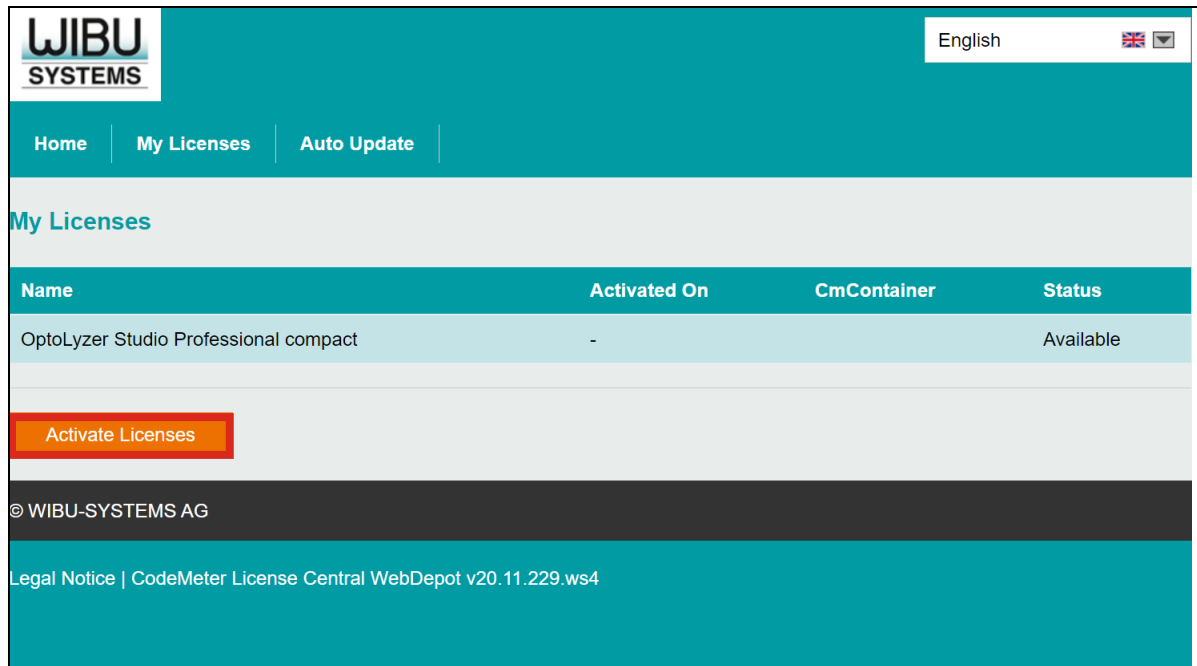 WIBU
SYSTEMS
English
Home My Licenses Auto Update
My Licenses
Name Activated On CmContainer Status
OptoLyzer Studio Professional compact - Available
Activate Licenses
© WIBU-SYSTEMS AG
Legal Notice | CodeMeter License Central WebDepot v20.11.229.ws4